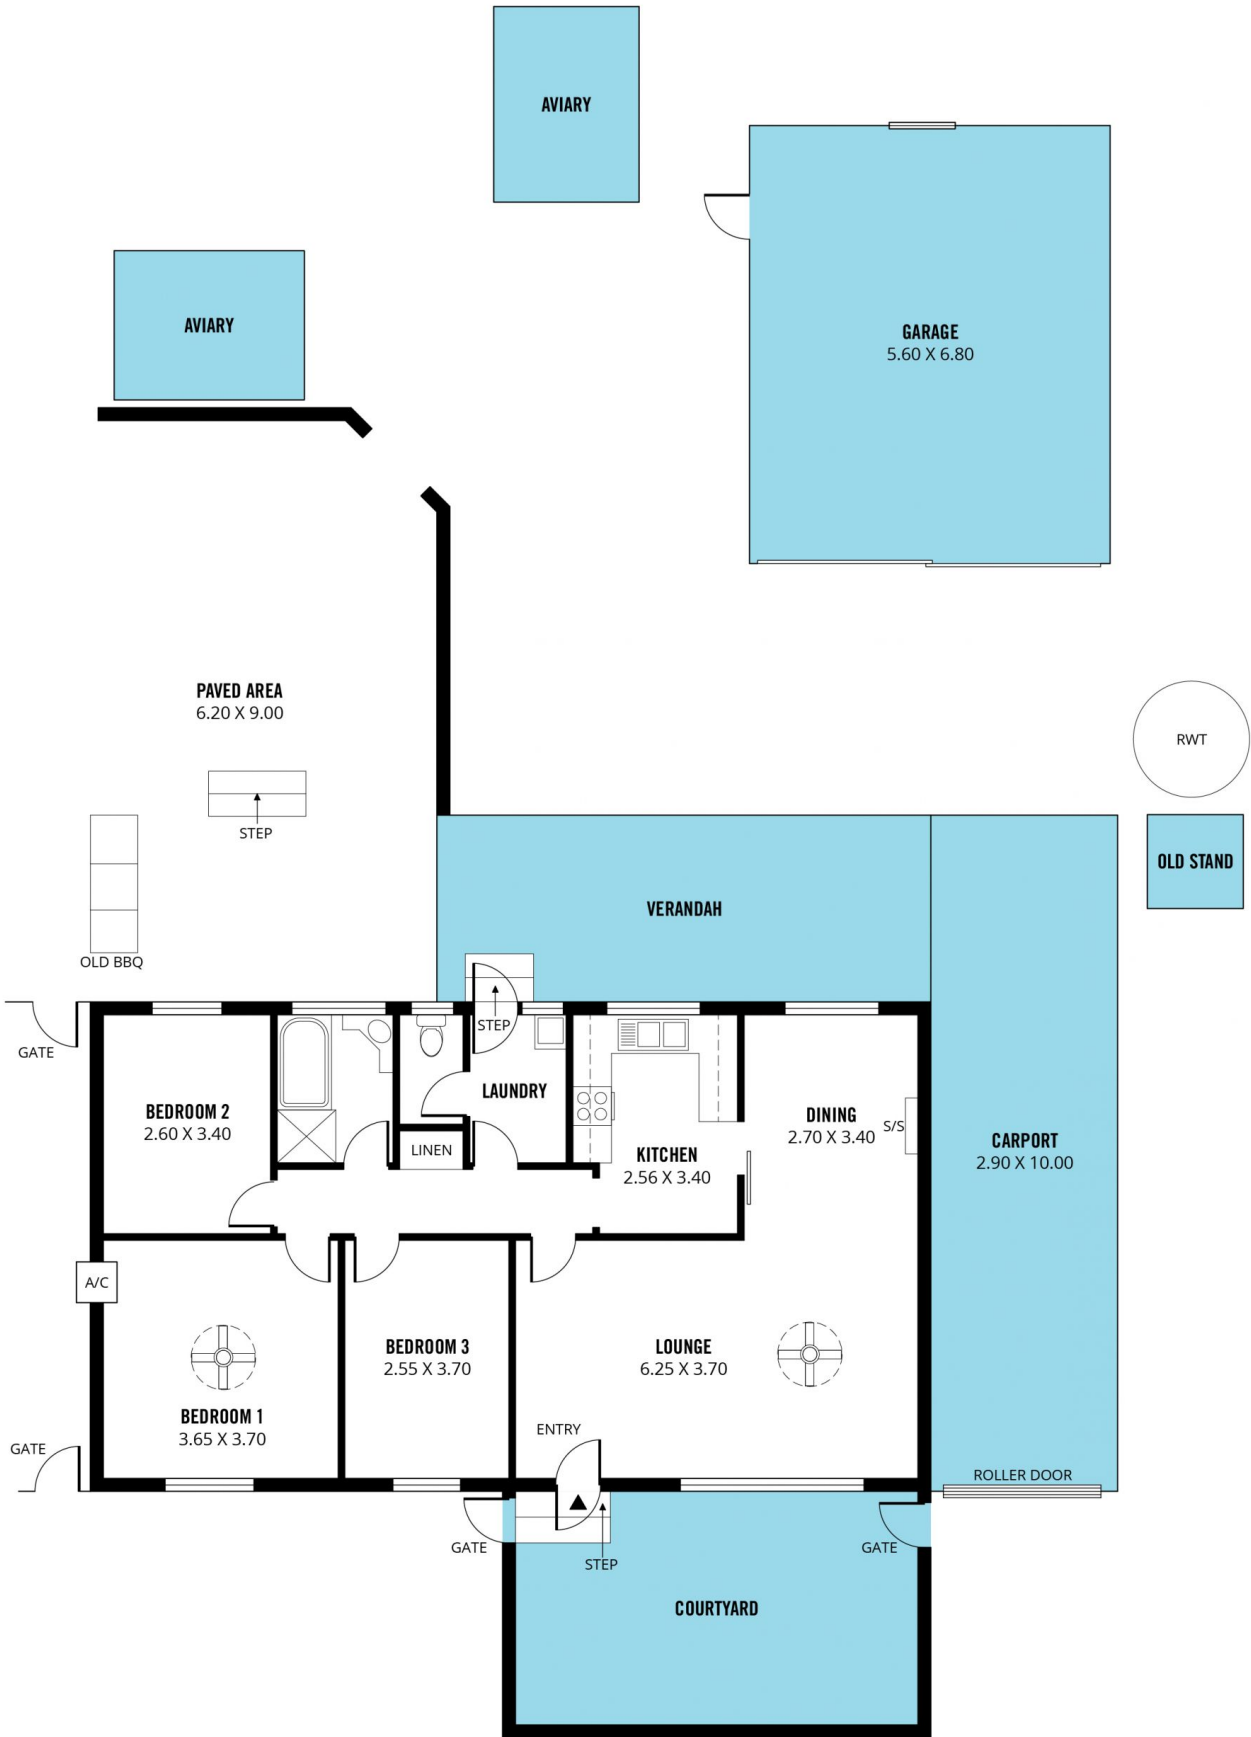 AVIARY
AVIARY
GARAGE
5.60 X 6.80
PAVED AREA
6.20 X 9.00
STEP
RWT
OLD STAND
VERANDAH
OLD BBQ
GATE
STEP
LAUNDRY
BEDROOM 2
2.60 X 3.40
LINEN
KITCHEN
2.56 X 3.40
DINING
2.70 X 3.40
S/S
CARPORT
2.90 X 10.00
A/C
BEDROOM 1
3.65 X 3.70
BEDROOM 3
2.55 X 3.70
LOUNGE
6.25 X 3.70
ENTRY
GATE
ROLLER DOOR
GATE
STEP
GATE
COURTYARD